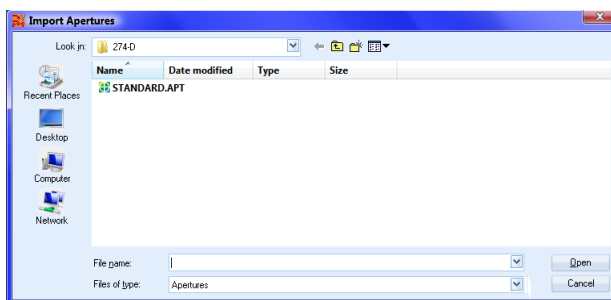 Import Apertures
Look in: 274-D
Name Date modified Type Size
STANDARD.APT
Recent Places
Desktop
Computer
Network
File name: Open
Files of type: Apertures Cancel